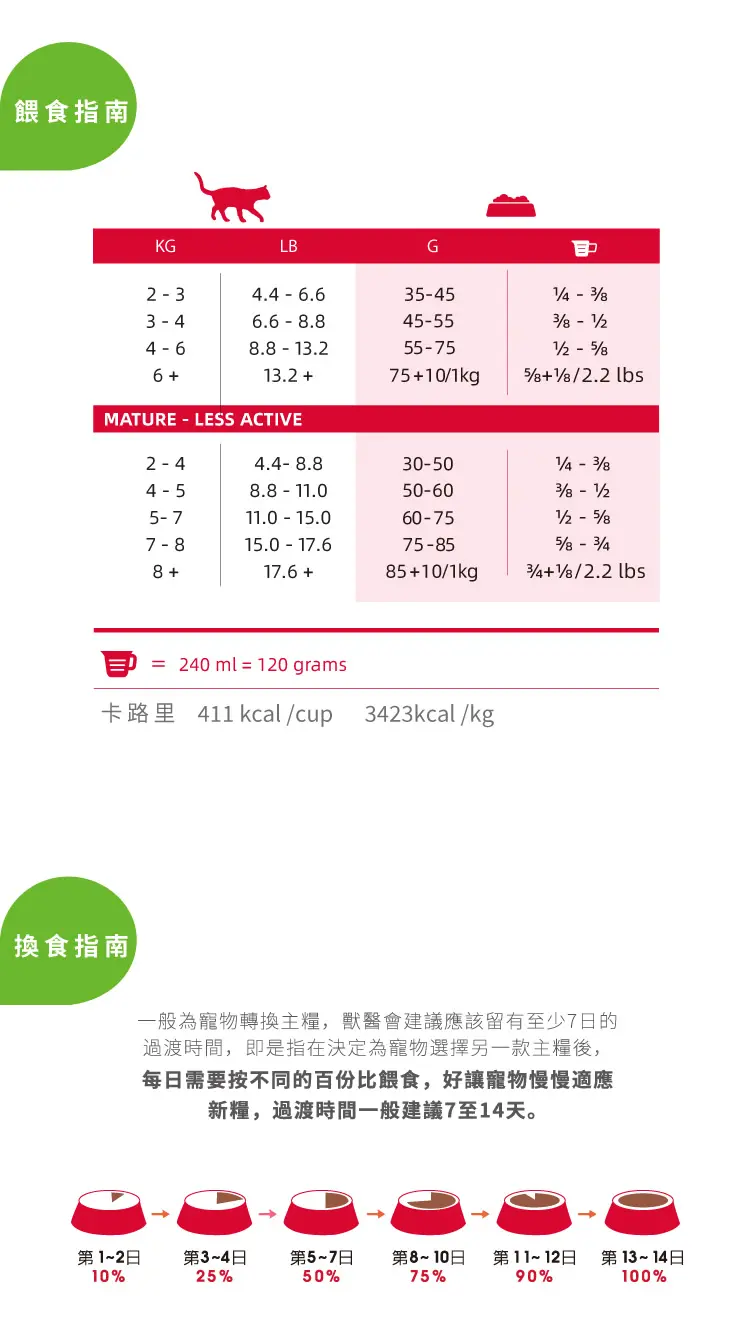 餵食指南
KG LB G
2 - 3 4.4 - 6.6 35-45 ¼ - ⅜
3 - 4 6.6 - 8.8 45-55 ⅜ - ½
4 - 6 8.8 - 13.2 55-75 ½ - ⅝
6 + 13.2 + 75+10/1kg ⅝+⅛/2.2 lbs
MATURE - LESS ACTIVE
2 - 4 4.4- 8.8 30-50 ¼ - ⅜
4 - 5 8.8 - 11.0 50-60 ⅜ - ½
5- 7 11.0 - 15.0 60-75 ½ - ⅝
7 - 8 15.0 - 17.6 75-85 ⅝ - ¾
8 + 17.6 + 85+10/1kg ¾+⅛/2.2 lbs
= 240 ml = 120 grams
卡路里 411 kcal /cup 3423kcal /kg
換食指南
一般為寵物轉換主糧，獸醫會建議應該留有至少7日的
過渡時間，即是指在決定為寵物選擇另一款主糧後，
每日需要按不同的百份比餵食，好讓寵物慢慢適應
新糧，過渡時間一般建議7至14天。
第1~2日 第3~4日 第5~7日 第8~10日 第11~12日 第13~14日
10% 25% 50% 75% 90% 100%